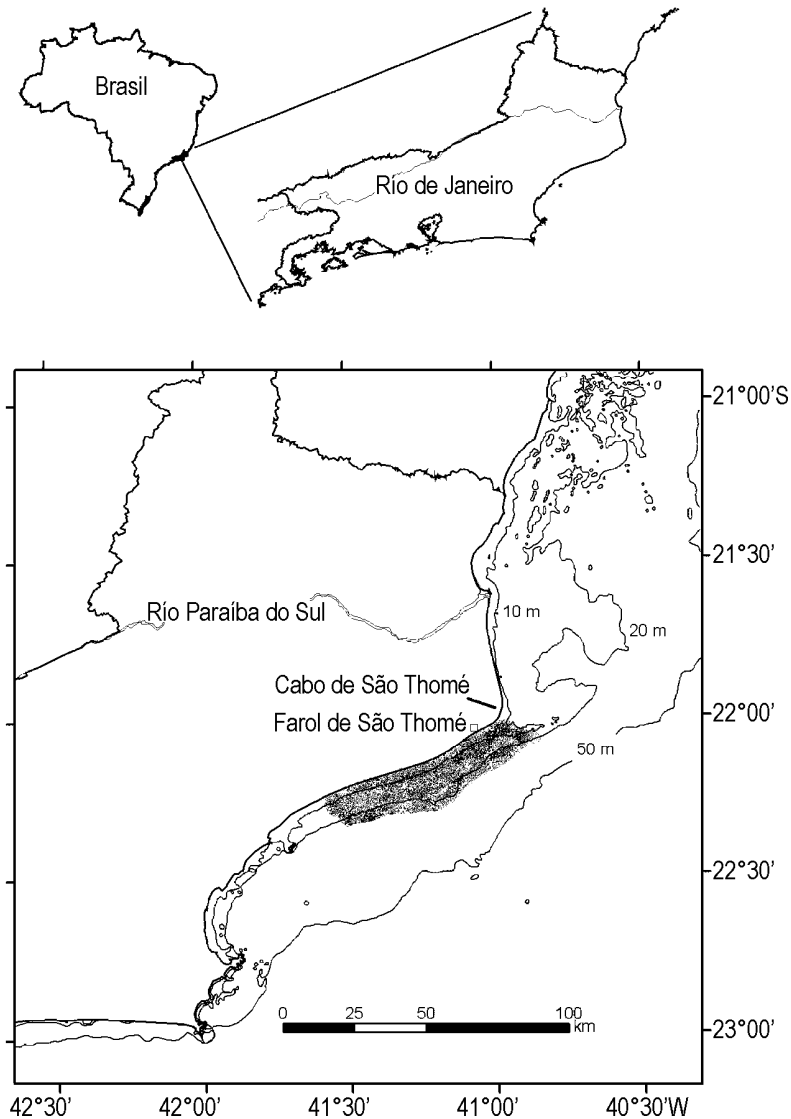 Brasil
Río de Janeiro
21°00'S
21°30'
Río Paraíba do Sul
10 m
20 m
Cabo de São Thomé
Farol de São Thomé
22°00'
50 m
22°30'
0 25 50 100
km
23°00'
42°30' 42°00' 41°30' 41°00' 40°30'W